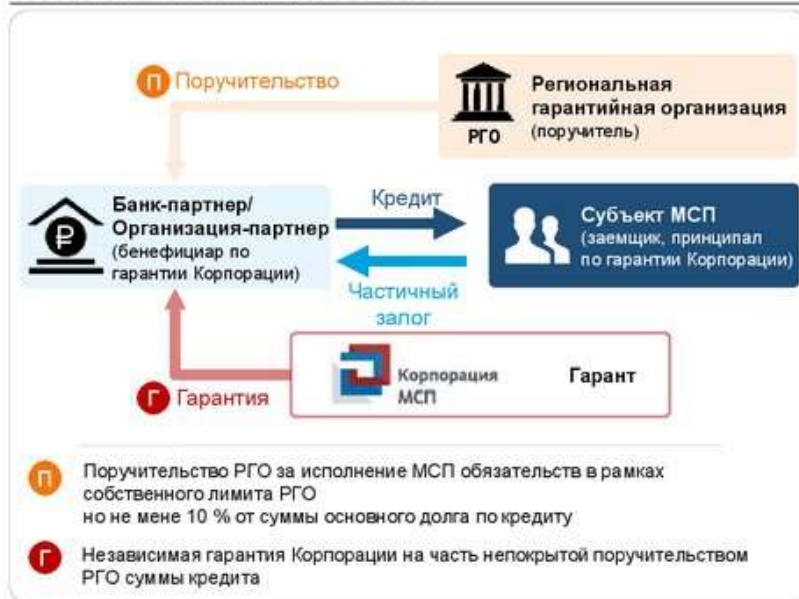 П Поручительство
РГО
Региональная
гарантийная организация
(поручитель)
₽
Банк-партнер/
Организация-партнер
(бенефициар по
гарантии Корпорации)
Кредит
Частичный
залог
Субъект МСП
(заемщик, принципал
по гарантии Корпорации)
Г Гарантия
Корпорация
МСП
Гарант
П Поручительство РГО за исполнение МСП обязательств в рамках
собственного лимита РГО
но не мене 10 % от суммы основного долга по кредиту
Г Независимая гарантия Корпорации на часть непокрытой поручительством
РГО суммы кредита